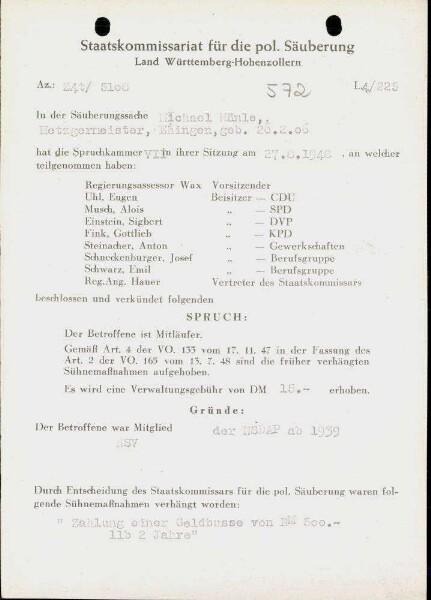 Staatskommissariat für die pol. Säuberung
Land Württemberg-Hohenzollern
Az.: 24t/ 5106 572 L4/225
In der Säuberungssache Michael Hänle,,
Metzgermeister, Ehingen, geb. 26.2.06
hat die Spruchkammer VII in ihrer Sitzung am 27.8.1948 , an welcher
teilgenommen haben:
Regierungsassessor Wax Vorsitzender
Uhl, Eugen Beisitzer — CDU
Musch, Alois „ — SPD
Einstein, Sigbert „ — DVP
Fink, Gottlieb „ — KPD
Steinacher, Anton „ — Gewerkschaften
Schneckenburger, Josef „ — Berufsgruppe
Schwarz, Emil „ — Berufsgruppe
Reg.Ang. Hauer Vertreter des Staatskommissars
beschlossen und verkündet folgenden
SPRUCH:
Der Betroffene ist Mitläufer.
Gemäß Art. 4 der VO. 133 vom 17. 11. 47 in der Fassung des
Art. 2 der VO. 165 vom 13. 7. 48 sind die früher verhängten
Sühnemaßnahmen aufgehoben.
Es wird eine Verwaltungsgebühr von DM 15.- erhoben.
Gründe:
Der Betroffene war Mitglied der NSDAP ab 1939
NSV
Durch Entscheidung des Staatskommissars für die pol. Säuberung waren fol-
gende Sühnemaßnahmen verhängt worden:
" Zahlung einer Geldbusse von RM 500.-
11b 2 Jahre"